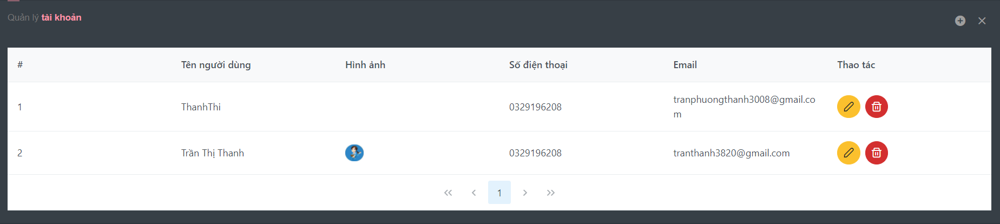 Quản lý tài khoản
# Tên người dùng Hình ảnh Số điện thoại Email Thao tác
1 ThanhThi 0329196208 tranphuongthanh3008@gmail.co
m
2 Trần Thị Thanh 0329196208 tranthanh3820@gmail.com
1